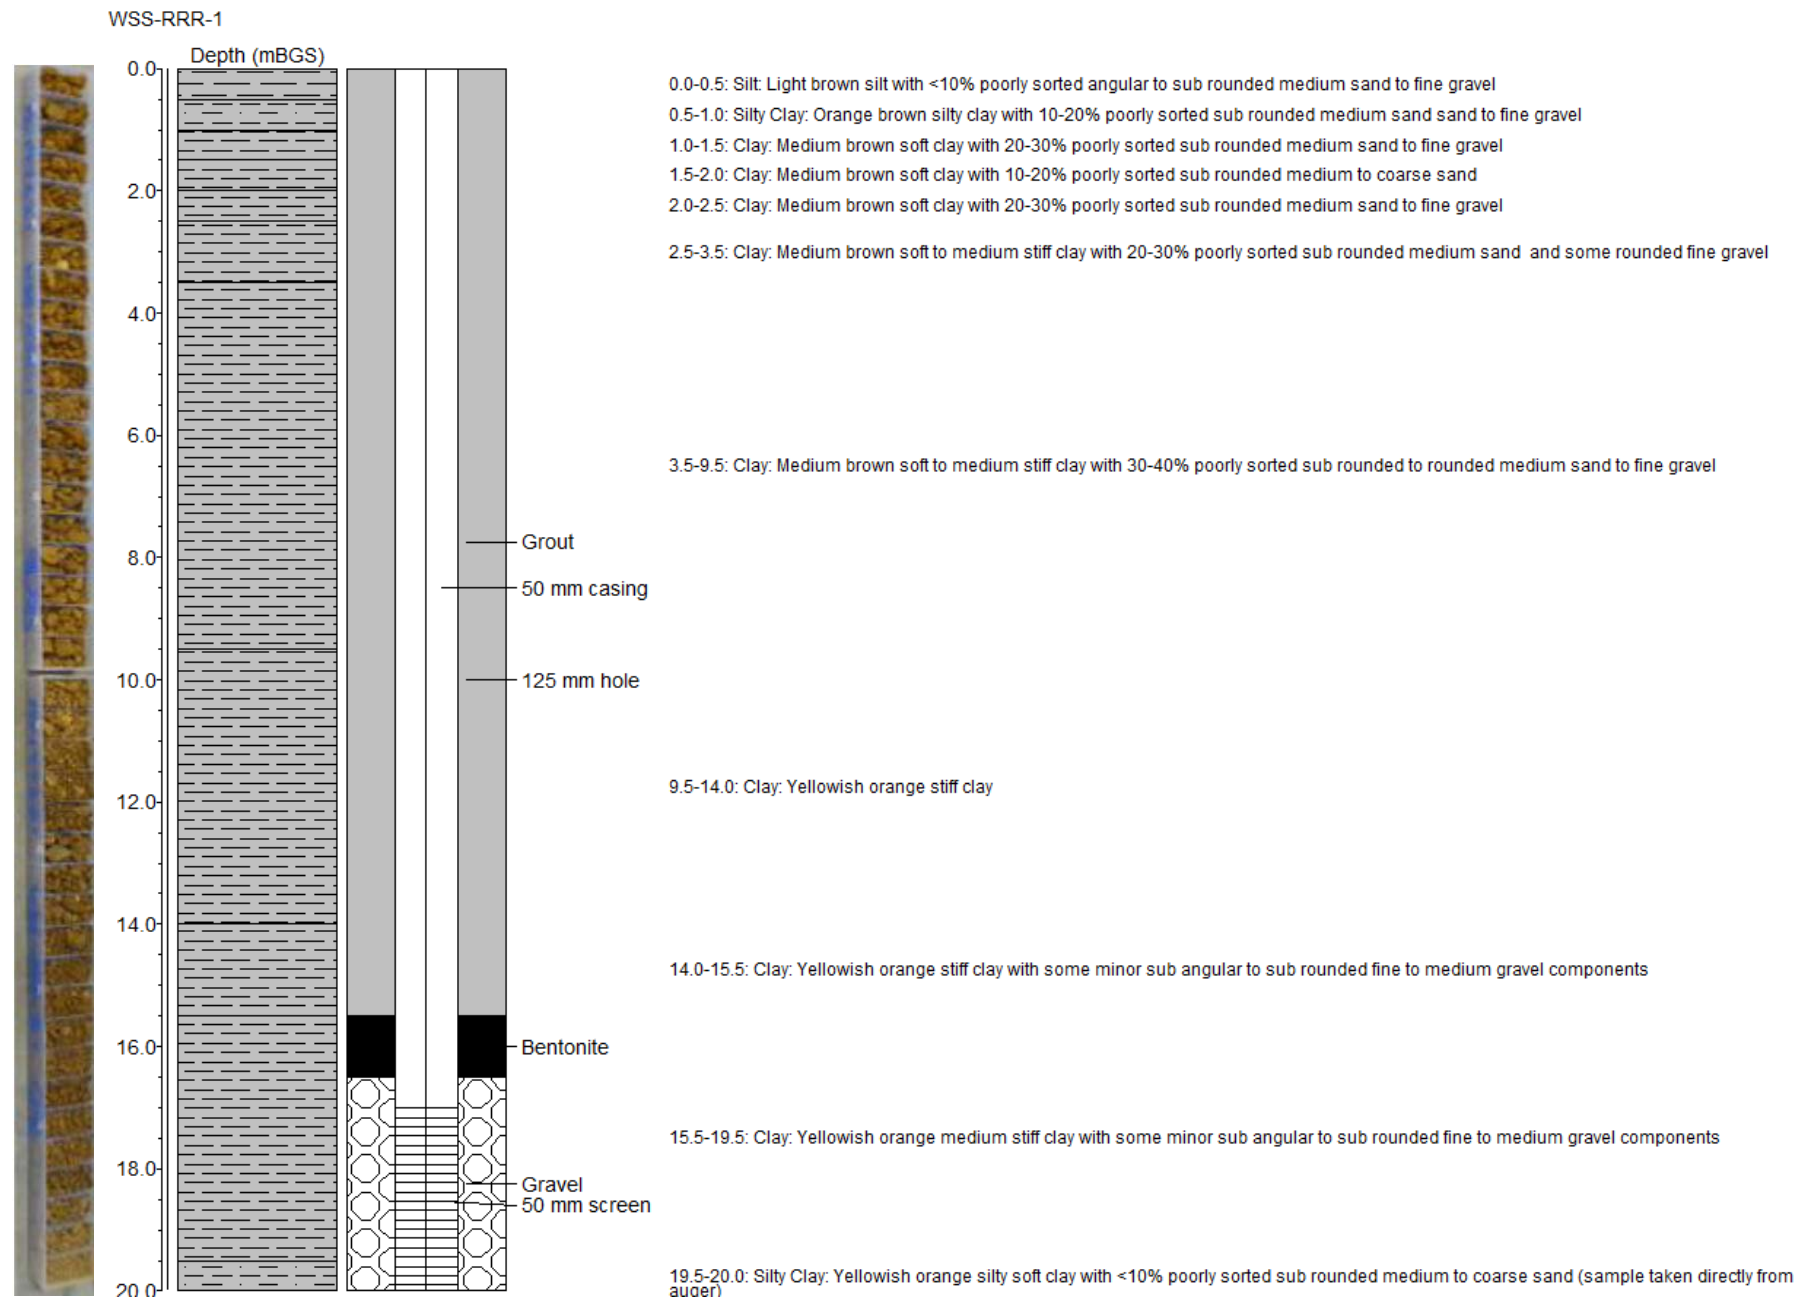 WSS-RRR-1
Depth (mBGS)
0.0
0.0-0.5: Silt: Light brown silt with <10% poorly sorted angular to sub rounded medium sand to fine gravel
0.5-1.0: Silty Clay: Orange brown silty clay with 10-20% poorly sorted sub rounded medium sand sand to fine gravel
1.0-1.5: Clay: Medium brown soft clay with 20-30% poorly sorted sub rounded medium sand to fine gravel
1.5-2.0: Clay: Medium brown soft clay with 10-20% poorly sorted sub rounded medium to coarse sand
2.0
2.0-2.5: Clay: Medium brown soft clay with 20-30% poorly sorted sub rounded medium sand to fine gravel
2.5-3.5: Clay: Medium brown soft to medium stiff clay with 20-30% poorly sorted sub rounded medium sand  and some rounded fine gravel
4.0
6.0
3.5-9.5: Clay: Medium brown soft to medium stiff clay with 30-40% poorly sorted sub rounded to rounded medium sand to fine gravel
Grout
8.0
50 mm casing
10.0
125 mm hole
9.5-14.0: Clay: Yellowish orange stiff clay
12.0
14.0
14.0-15.5: Clay: Yellowish orange stiff clay with some minor sub angular to sub rounded fine to medium gravel components
16.0
Bentonite
15.5-19.5: Clay: Yellowish orange medium stiff clay with some minor sub angular to sub rounded fine to medium gravel components
18.0
Gravel
50 mm screen
19.5-20.0: Silty Clay: Yellowish orange silty soft clay with <10% poorly sorted sub rounded medium to coarse sand (sample taken directly from
auger)
20.0